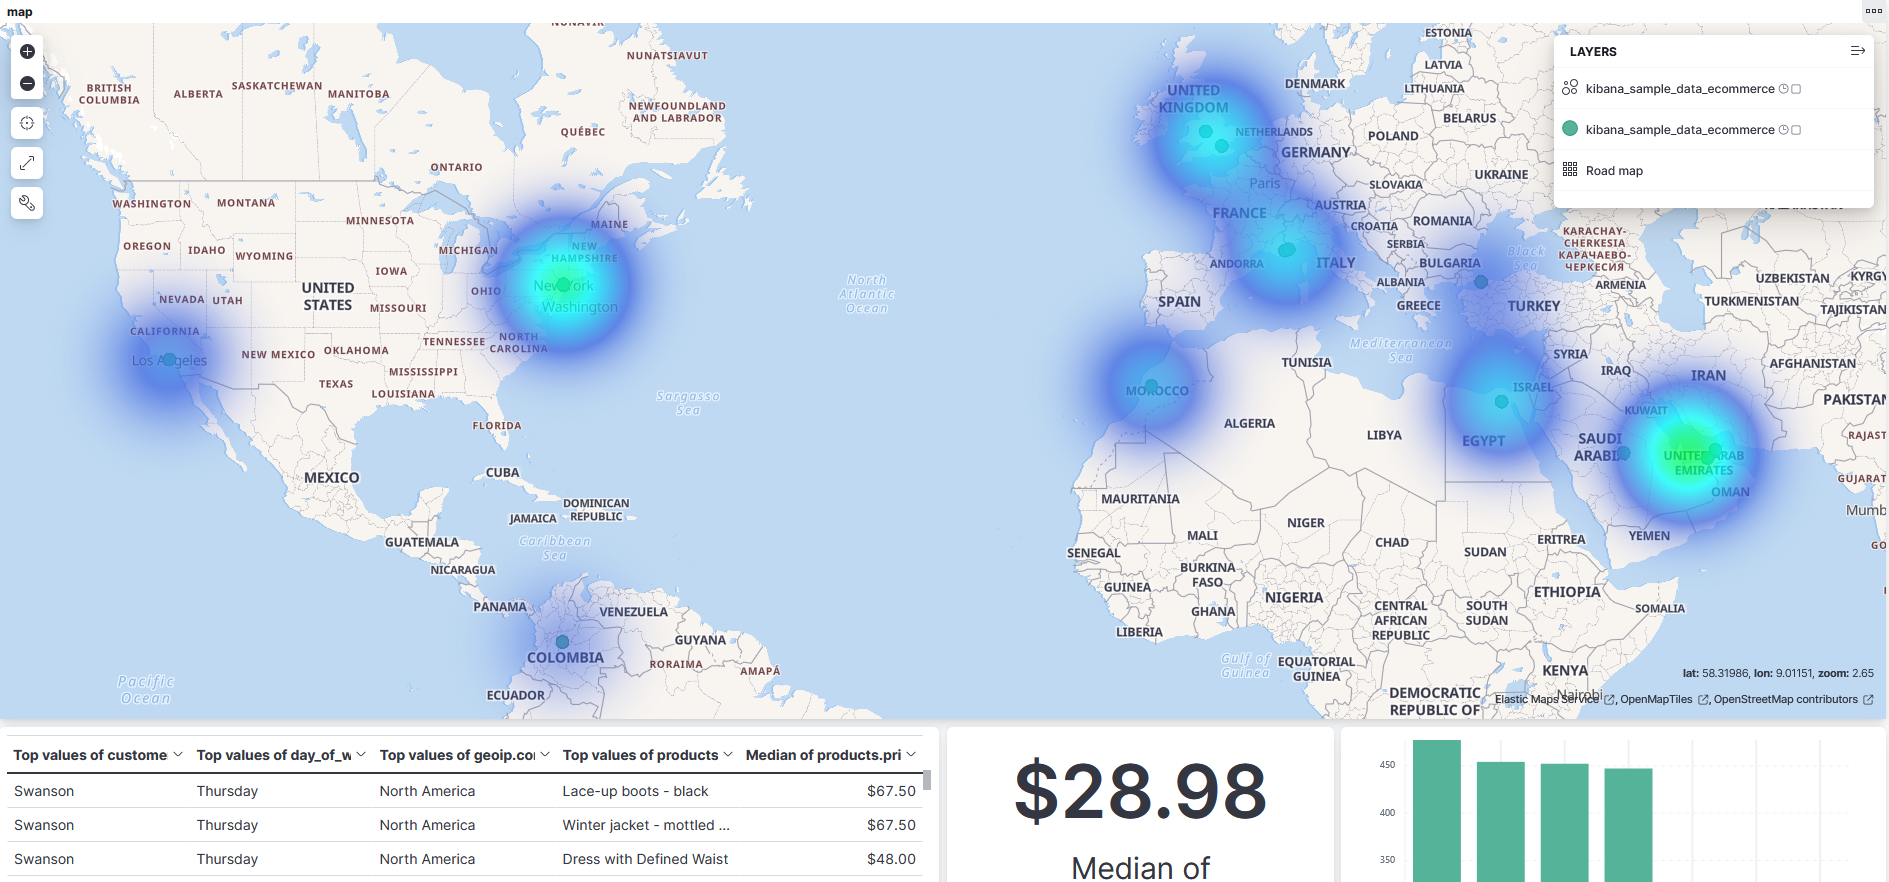 map
NUNAVIK
NUNATSIAVUT
BRITISH
COLUMBIA
ALBERTA
SASKATCHEWAN
MANITOBA
NEWFOUNDLAND
AND LABRADOR
QUÉBEC
ONTARIO
WASHINGTON
MONTANA
MINNESOTA
MAINE
OREGON
IDAHO
WYOMING
MICHIGAN
NEW
HAMPSHIRE
IOWA
NEVADA
UTAH
UNITED
STATES
OHIO
New York
MISSOURI
Washington
CALIFORNIA
NORTH
CAROLINA
TENNESSEE
Los Angeles
NEW MEXICO
OKLAHOMA
MISSISSIPPI
TEXAS
LOUISIANA
FLORIDA
MEXICO
CUBA
DOMINICAN
REPUBLIC
JAMAICA
GUATEMALA
Caribbean
Sea
NICARAGUA
PANAMA
VENEZUELA
GUYANA
COLOMBIA
RORAIMA
AMAPÁ
ECUADOR
Pacific
Ocean
North
Atlantic
Ocean
Sargasso
Sea
ESTONIA
LATVIA
DENMARK
LITHUANIA
UNITED
KINGDOM
BELARUS
NETHERLANDS
POLAND
GERMANY
UKRAINE
Paris
SLOVAKIA
AUSTRIA
FRANCE
ROMANIA
CROATIA
SERBIA
ANDORRA
ITALY
BULGARIA
Black
Sea
KARACHAY-
CHERKESIA
КАРАЧАЕВО-
ЧЕРКЕСИЯ
ALBANIA
ARMENIA
UZBEKISTAN
KYRGY
SPAIN
GREECE
TURKEY
TURKMENISTAN
TAJIKISTAN
Mediterranean
Sea
TUNISIA
SYRIA
IRAQ
AFGHANISTAN
IRAN
MOROCCO
ISRAEL
PAKISTAN
KUWAIT
ALGERIA
LIBYA
EGYPT
SAUDI
ARABIA
UNITED ARAB
EMIRATES
RAJAST
OMAN
GUJARAT
Mumb
MAURITANIA
NIGER
MALI
CHAD
SUDAN
ERITREA
YEMEN
GO
SENEGAL
BURKINA
FASO
GUINEA
NIGERIA
ETHIOPIA
GHANA
CENTRAL
AFRICAN
REPUBLIC
SOUTH
SUDAN
SOMALIA
LIBERIA
Gulf of
Guinea
EQUATORIAL
GUINEA
KENYA
Nairobi
DEMOCRATIC
REPUBLIC OF
LAYERS
kibana_sample_data_ecommerce
kibana_sample_data_ecommerce
Road map
lat: 58.31986, lon: 9.01151, zoom: 2.65
Elastic Maps Service , OpenMapTiles , OpenStreetMap contributors
Top values of custome Top values of day_of_w Top values of geoip.co Top values of products Median of products.pri
Swanson Thursday North America Lace-up boots - black $67.50
Swanson Thursday North America Winter jacket - mottled ... $67.50
Swanson Thursday North America Dress with Defined Waist $48.00
$28.98
Median of
450
400
350